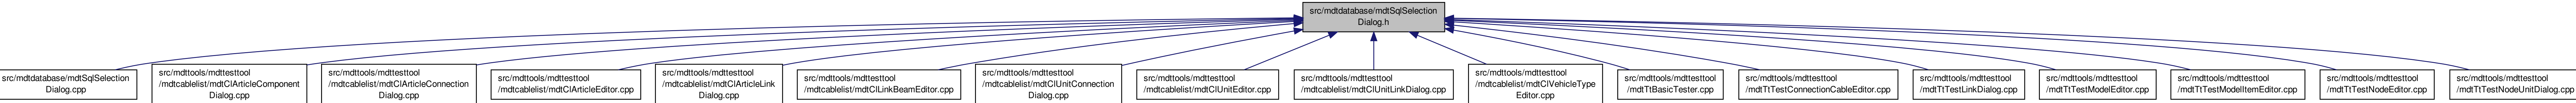 src/mdtdatabase/mdtSqlSelection
Dialog.h
src/mdtdatabase/mdtSqlSelection
Dialog.cpp
src/mdttools/mdttesttool
/mdtcablelist/mdtClArticleComponent
Dialog.cpp
src/mdttools/mdttesttool
/mdtcablelist/mdtClArticleConnection
Dialog.cpp
src/mdttools/mdttesttool
/mdtcablelist/mdtClArticleEditor.cpp
src/mdttools/mdttesttool
/mdtcablelist/mdtClArticleLink
Dialog.cpp
src/mdttools/mdttesttool
/mdtcablelist/mdtClLinkBeamEditor.cpp
src/mdttools/mdttesttool
/mdtcablelist/mdtClUnitConnection
Dialog.cpp
src/mdttools/mdttesttool
/mdtcablelist/mdtClUnitEditor.cpp
src/mdttools/mdttesttool
/mdtcablelist/mdtClUnitLinkDialog.cpp
src/mdttools/mdttesttool
/mdtcablelist/mdtClVehicleType
Editor.cpp
src/mdttools/mdttesttool
/mdtTtBasicTester.cpp
src/mdttools/mdttesttool
/mdtTtTestConnectionCableEditor.cpp
src/mdttools/mdttesttool
/mdtTtTestLinkDialog.cpp
src/mdttools/mdttesttool
/mdtTtTestModelEditor.cpp
src/mdttools/mdttesttool
/mdtTtTestModelItemEditor.cpp
src/mdttools/mdttesttool
/mdtTtTestNodeEditor.cpp
src/mdttools/mdttesttool
/mdtTtTestNodeUnitDialog.cpp